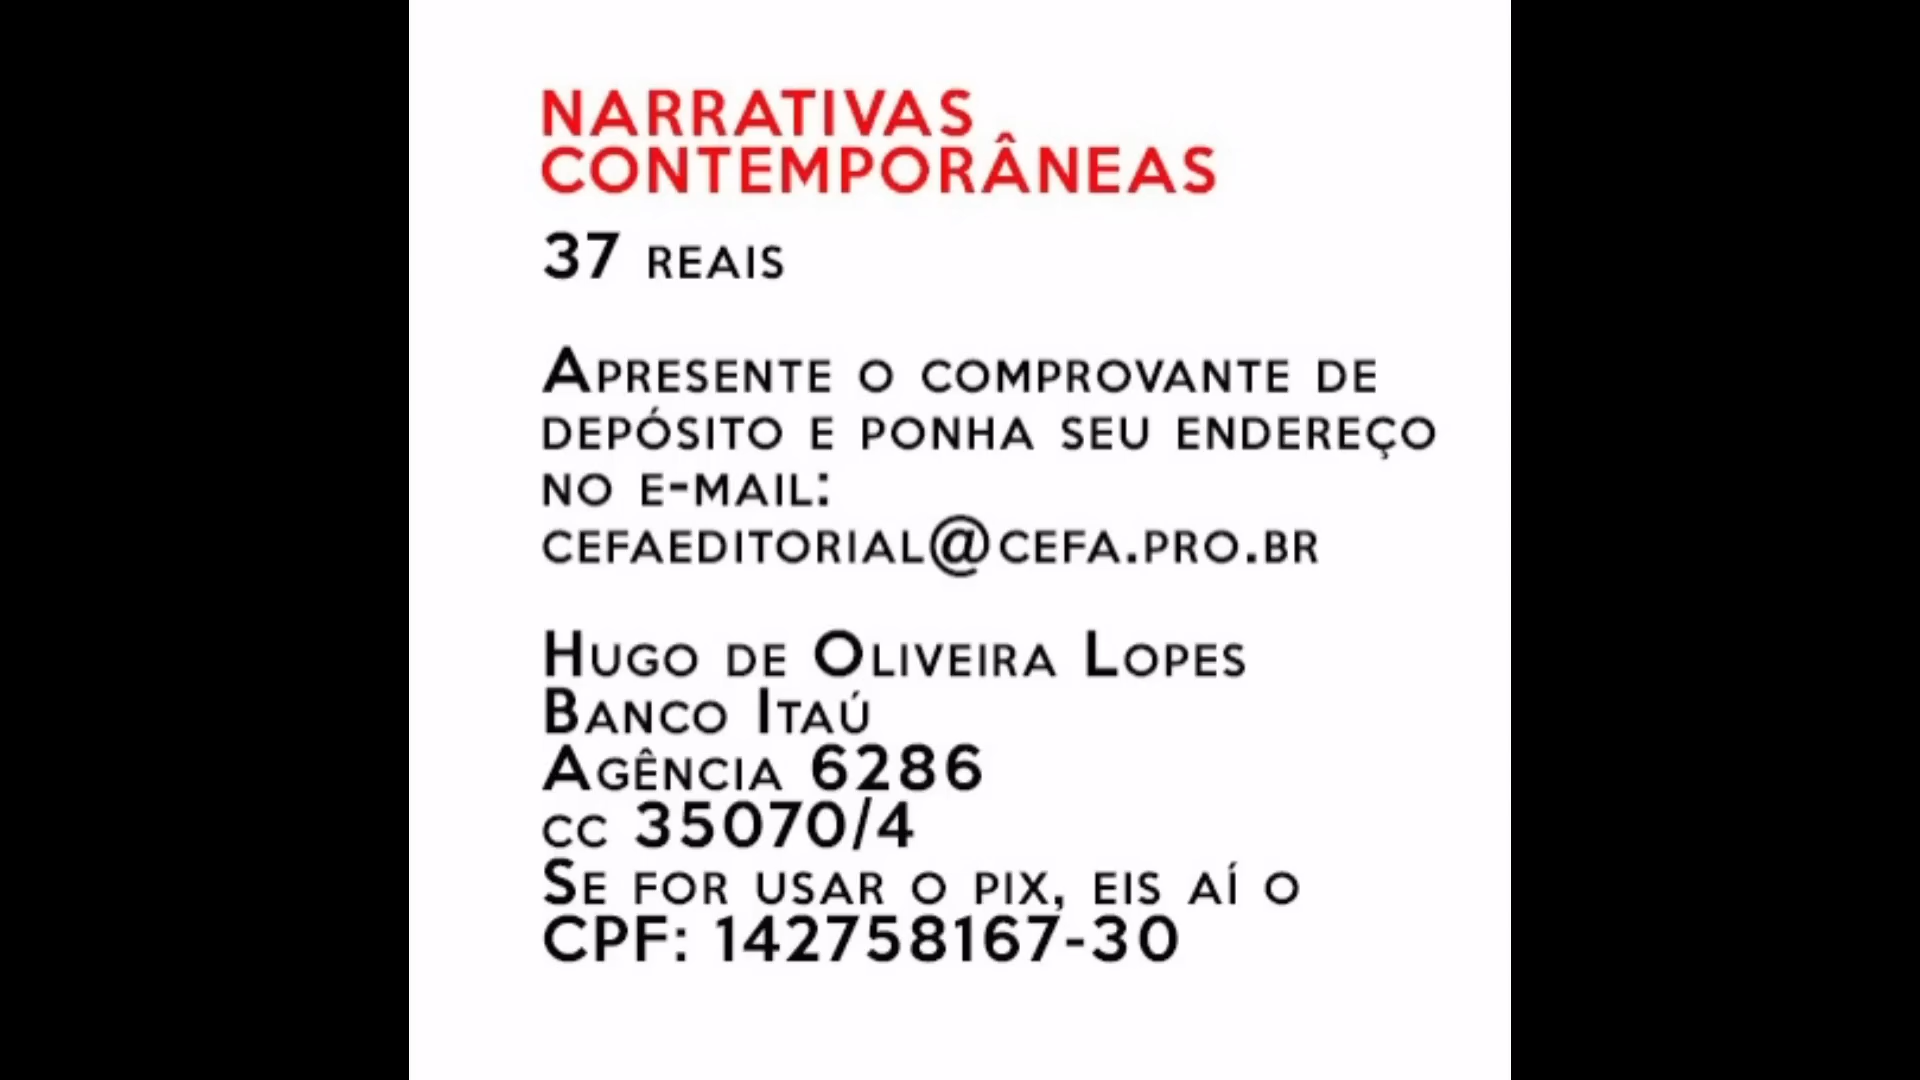 NARRATIVAS
CONTEMPORÂNEAS
37 REAIS
APRESENTE O COMPROVANTE DE
DEPÓSITO E PONHA SEU ENDEREÇO
NO E-MAIL:
CEFAEDITORIAL@CEFA.PRO.BR
HUGO DE OLIVEIRA LOPES
BANCO ITAÚ
AGÊNCIA 6286
CC 35070/4
SE FOR USAR O PIX, EIS AÍ O
CPF: 142758167-30